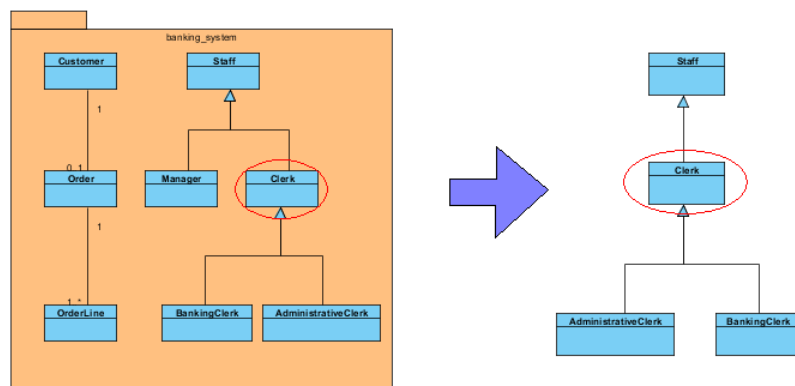 banking_system
Customer
Staff
1
0..1
Order
Manager
Clerk
1
1..*
OrderLine
BankingClerk
AdministrativeClerk
Staff
Clerk
AdministrativeClerk
BankingClerk